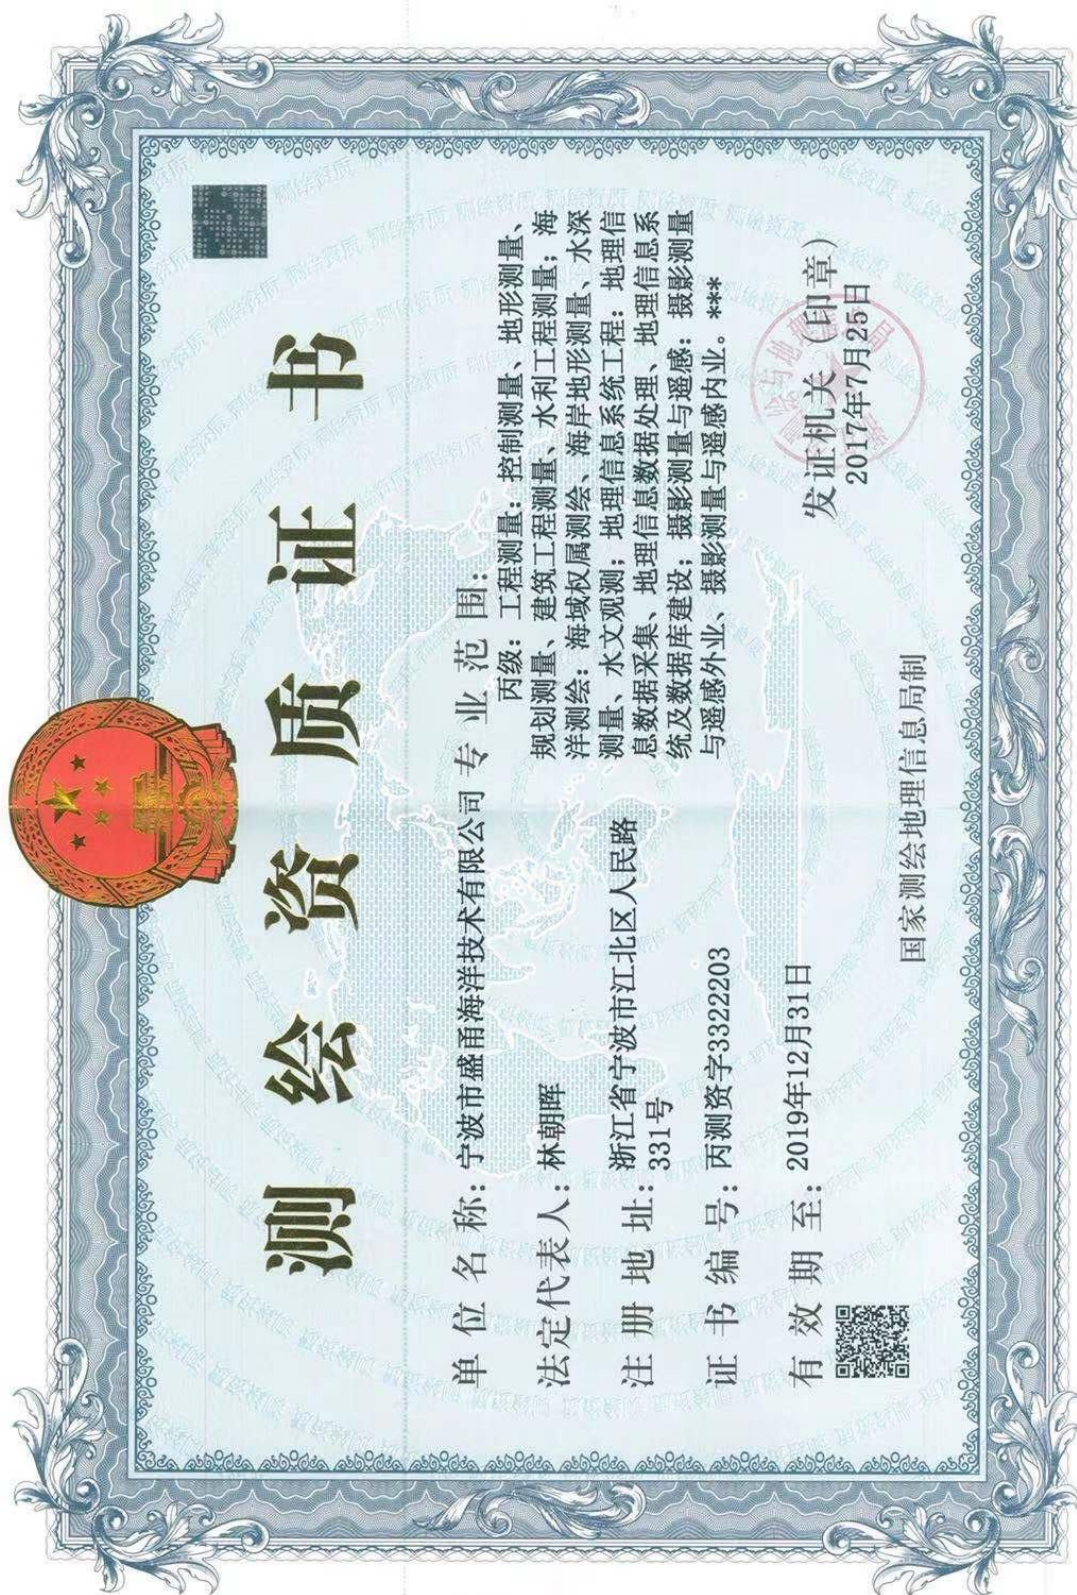 测绘资质证书
单位名称：宁波市盛甬海洋技术有限公司
法定代表人：林朝晖
注册地址：浙江省宁波市江北区人民路
331号
证书编号：丙测资字3322203
有效期至：2019年12月31日
专业范围：
丙级：工程测量：控制测量、地形测量、
规划测量、建筑工程测量、水利工程测量；海
洋测绘：海域权属测绘、海岸地形测量、水深
测量、水文观测；地理信息系统工程：地理信
息数据采集、地理信息数据处理、地理信息系
统及数据库建设；摄影测量与遥感：摄影测量
与遥感外业、摄影测量与遥感内业。***
发证机关（印章）
2017年7月25日
国家测绘地理信息局制